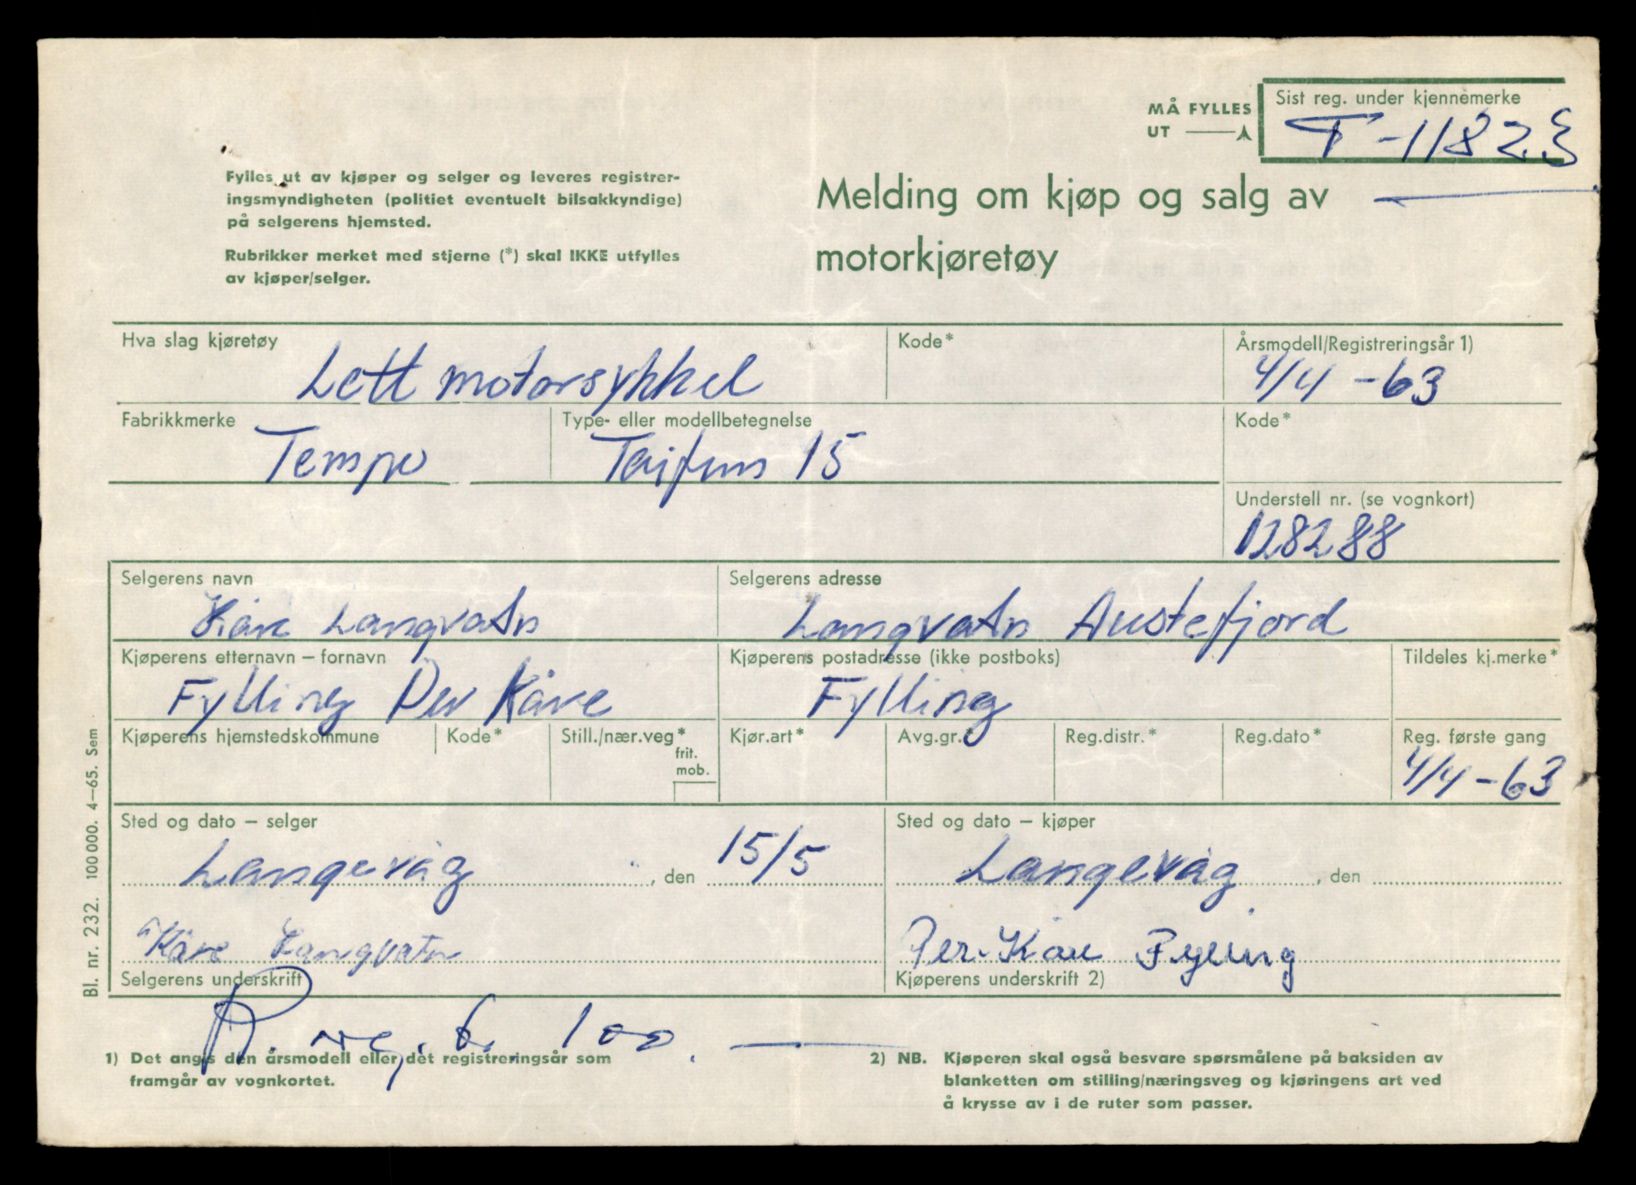 MÅ FYLLES UT
Sist reg. under kjennemerke
T-11823
Fylles ut av kjøper og selger og leveres registrer-
ingsmyndigheten (politiet eventuelt bilsakkyndige)
på selgerens hjemsted.
Rubrikker merket med stjerne (*) skal IKKE utfylles
av kjøper/selger.
Melding om kjøp og salg av
motorkjøretøy
Hva slag kjøretøy
Lett motorsykkel
Kode*
Årsmodell/Registreringsår 1)
4/4-63
Fabrikkmerke
Tempo
Type- eller modellbetegnelse
Taifun 15
Kode*
Understell nr. (se vognkort)
128288
Selgerens navn
Kåre Langvatn
Selgerens adresse
Langvatn Austefjord
Kjøperens etternavn – fornavn
Fylling Per Kåre
Kjøperens postadresse (ikke postboks)
Fylling
Tildeles kj.merke*
Kjøperens hjemstedskommune
Kode*
Still./nær.veg*
frit.
mob.
Kjør.art*
Avg.gr.*
Reg.distr.*
Reg.dato*
Reg. første gang
4/4-63
Sted og dato – selger
Langevåg, den 15/5
Sted og dato – kjøper
Langevåg, den
Kåre Langvatn
Selgerens underskrift
Per-Kåre Fylling
Kjøperens underskrift 2)
100.
1) Det angis den årsmodell eller det registreringsår som
framgår av vognkortet.
2) NB. Kjøperen skal også besvare spørsmålene på baksiden av
blanketten om stilling/næringsveg og kjøringens art ved
å krysse av i de ruter som passer.
Bl. nr. 232. 100 000. 4–65. Sem